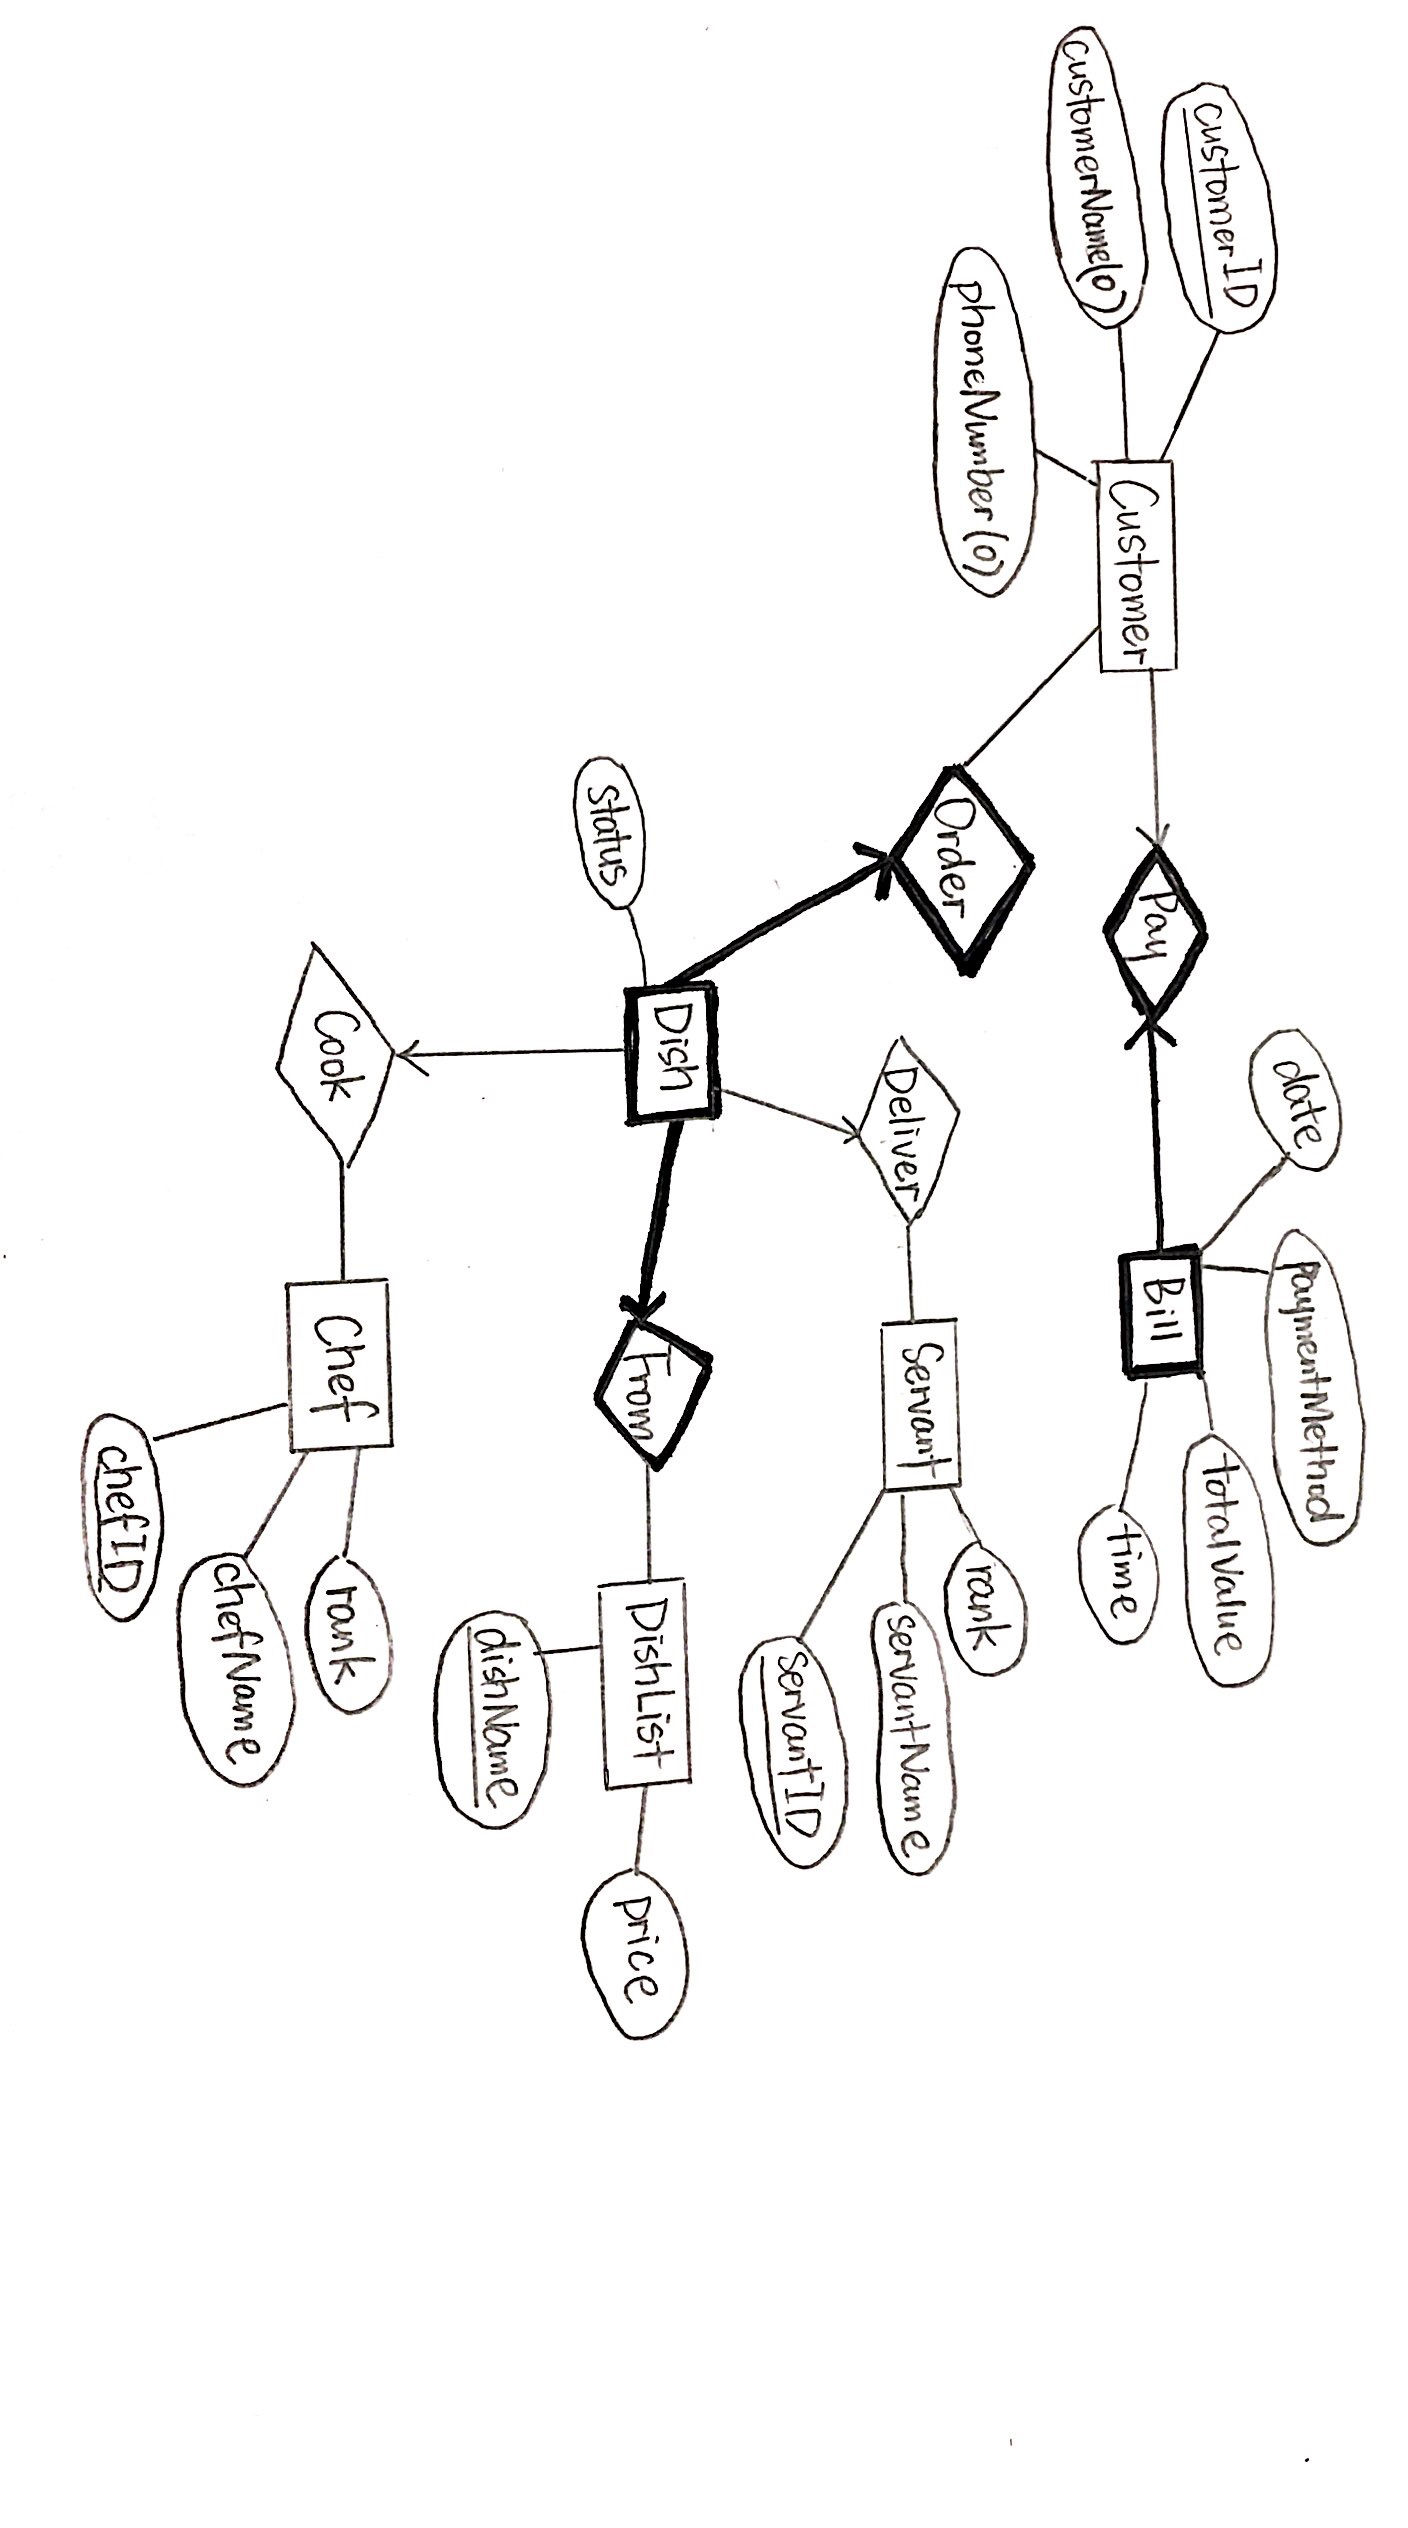 customerID
customerName(o)
phoneNumber(o)
Customer
Pay
date
paymentMethod
Bill
totalValue
time
Order
Deliver
Servant
rank
servantName
servantID
status
Dish
From
DishList
dishName
price
Cook
Chef
rank
chefName
chefID